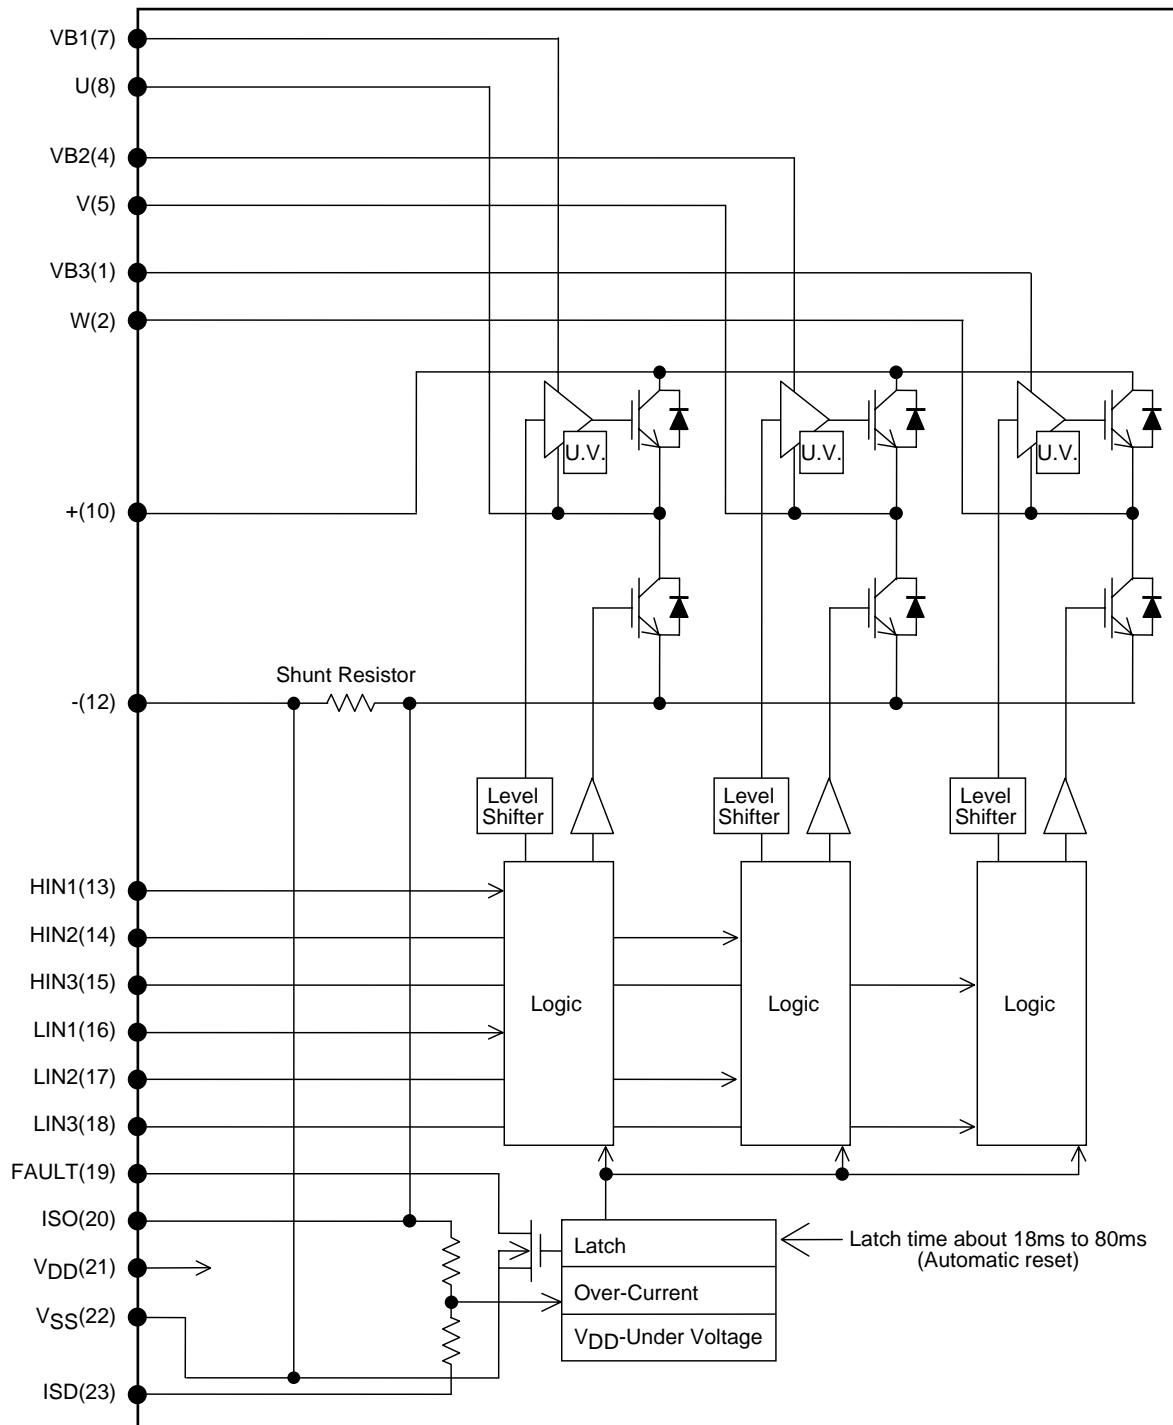 VB1(7)
U(8)
VB2(4)
V(5)
VB3(1)
W(2)
U.V.
U.V.
U.V.
+(10)
Shunt Resistor
-(12)
Level
Shifter
Level
Shifter
Level
Shifter
HIN1(13)
HIN2(14)
HIN3(15)
Logic
Logic
Logic
LIN1(16)
LIN2(17)
LIN3(18)
FAULT(19)
ISO(20)
Latch
Latch time about 18ms to 80ms
(Automatic reset)
VDD(21)
Over-Current
VSS(22)
VDD-Under Voltage
ISD(23)